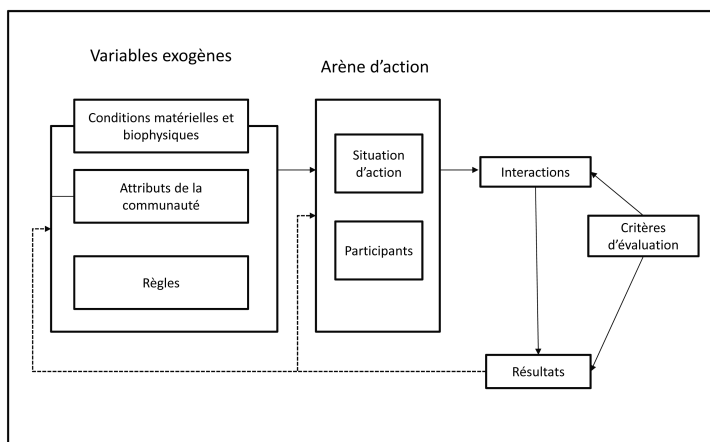 Variables exogènes
Conditions matérielles et
biophysiques
Attributs de la
communauté
Règles
Arène d'action
Situation
d'action
Participants
Interactions
Critères
d'évaluation
Résultats